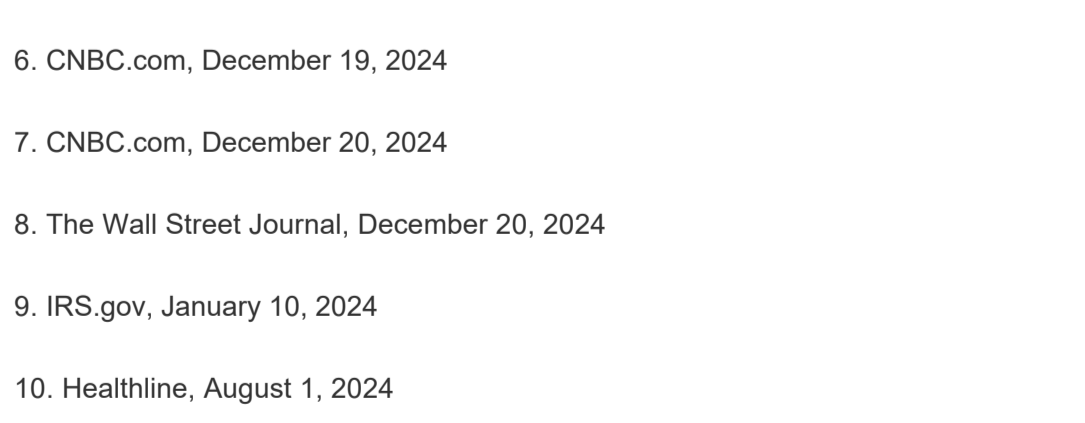 6. CNBC.com, December 19, 2024
7. CNBC.com, December 20, 2024
8. The Wall Street Journal, December 20, 2024
9. IRS.gov, January 10, 2024
10. Healthline, August 1, 2024